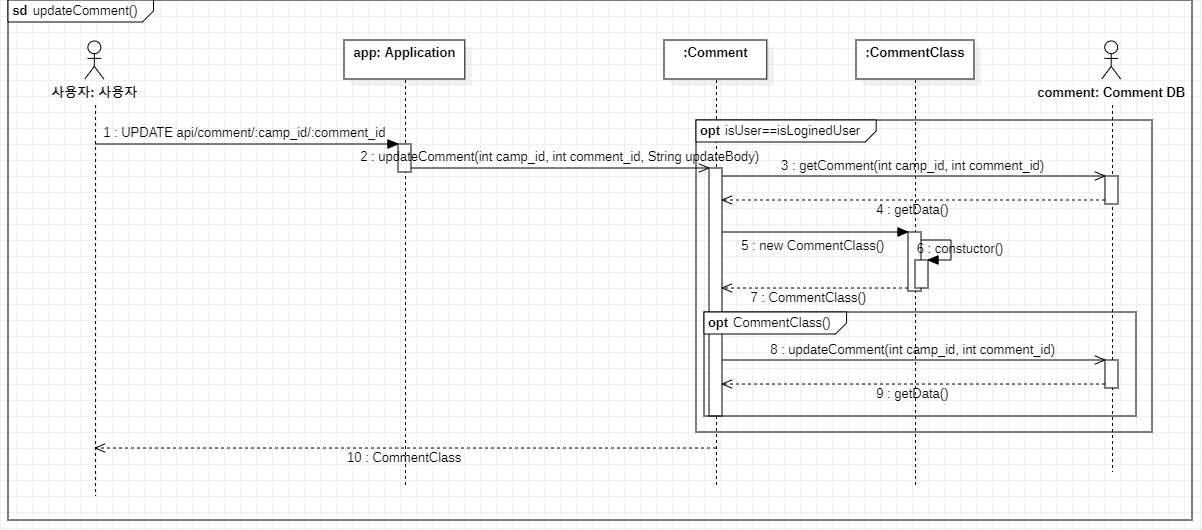 sd updateComment()
사용자: 사용자
app: Application
:Comment
:CommentClass
comment: Comment DB
opt isUser==isLoginedUser
1 : UPDATE api/comment/:camp_id/:comment_id
2 : updateComment(int camp_id, int comment_id, String updateBody)
3 : getComment(int camp_id, int comment_id)
4 : getData()
5 : new CommentClass()
6 : constuctor()
7 : CommentClass()
opt CommentClass()
8 : updateComment(int camp_id, int comment_id)
9 : getData()
10 : CommentClass